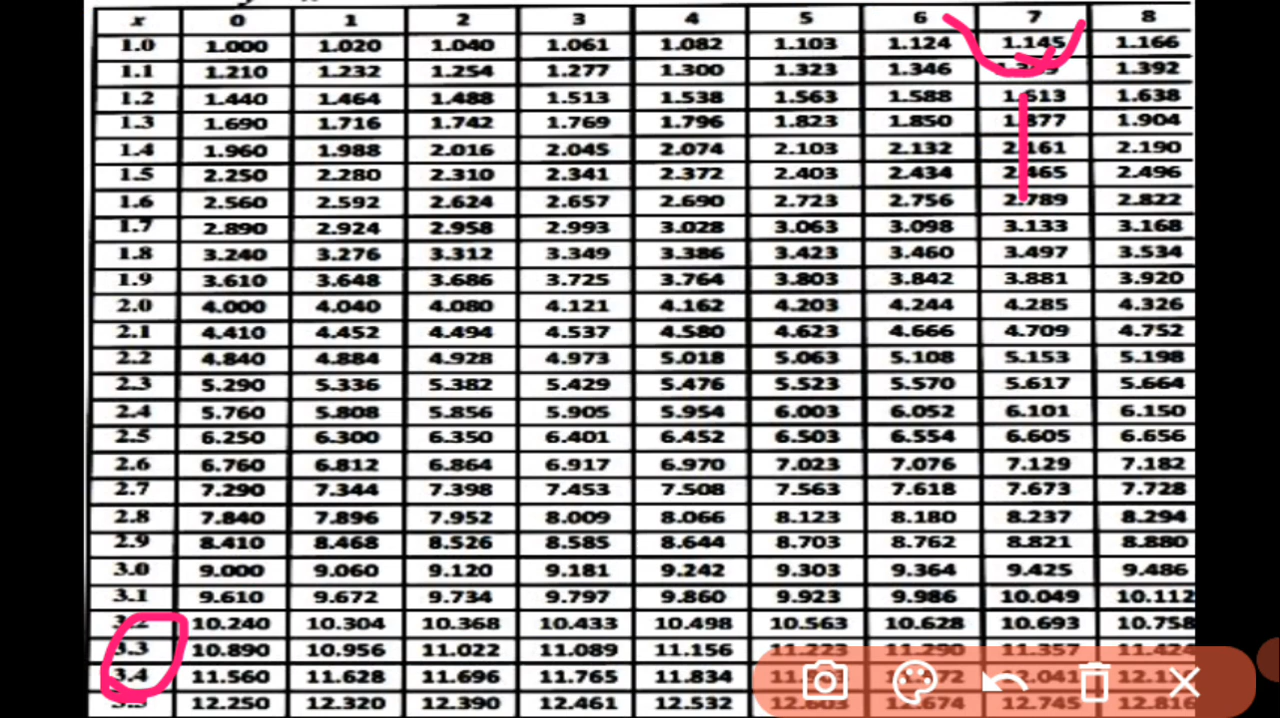 x 0 1 2 3 4 5 6 7 8
1.0 1.000 1.020 1.040 1.061 1.082 1.103 1.124 1.145 1.166
1.1 1.210 1.232 1.254 1.277 1.300 1.323 1.346 1.392
1.2 1.440 1.464 1.488 1.513 1.538 1.563 1.588 1.613 1.638
1.3 1.690 1.716 1.742 1.769 1.796 1.823 1.850 1.877 1.904
1.4 1.960 1.988 2.016 2.045 2.074 2.103 2.132 2.161 2.190
1.5 2.250 2.280 2.310 2.341 2.372 2.403 2.434 2.465 2.496
1.6 2.560 2.592 2.624 2.657 2.690 2.723 2.756 2.789 2.822
1.7 2.890 2.924 2.958 2.993 3.028 3.063 3.098 3.133 3.168
1.8 3.240 3.276 3.312 3.349 3.386 3.423 3.460 3.497 3.534
1.9 3.610 3.648 3.686 3.725 3.764 3.803 3.842 3.881 3.920
2.0 4.000 4.040 4.080 4.121 4.162 4.203 4.244 4.285 4.326
2.1 4.410 4.452 4.494 4.537 4.580 4.623 4.666 4.709 4.752
2.2 4.840 4.884 4.928 4.973 5.018 5.063 5.108 5.153 5.198
2.3 5.290 5.336 5.382 5.429 5.476 5.523 5.570 5.617 5.664
2.4 5.760 5.808 5.856 5.905 5.954 6.003 6.052 6.101 6.150
2.5 6.250 6.300 6.350 6.401 6.452 6.503 6.554 6.605 6.656
2.6 6.760 6.812 6.864 6.917 6.970 7.023 7.076 7.129 7.182
2.7 7.290 7.344 7.398 7.453 7.508 7.563 7.618 7.673 7.728
2.8 7.840 7.896 7.952 8.009 8.066 8.123 8.180 8.237 8.294
2.9 8.410 8.468 8.526 8.585 8.644 8.703 8.762 8.821 8.880
3.0 9.000 9.060 9.120 9.181 9.242 9.303 9.364 9.425 9.486
3.1 9.610 9.672 9.734 9.797 9.860 9.923 9.986 10.049 10.112
3.2 10.240 10.304 10.368 10.433 10.498 10.563 10.628 10.693 10.758
3.3 10.890 10.956 11.022 11.089 11.156 11.223 11.290 11.357
3.4 11.560 11.628 11.696 11.765 11.834
12.250 12.320 12.390 12.461 12.532 12.745